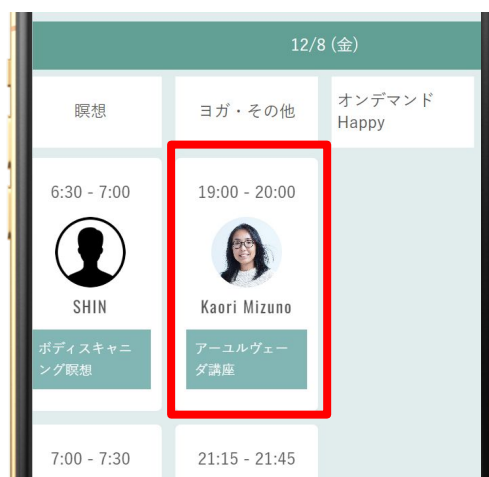 12/8 (金)
瞑想
ヨガ・その他
オンデマンド
Happy
6:30 - 7:00
SHIN
ボディスキャニ
ング瞑想
19:00 - 20:00
Kaori Mizuno
アーユルヴェー
ダ講座
7:00 - 7:30
21:15 - 21:45